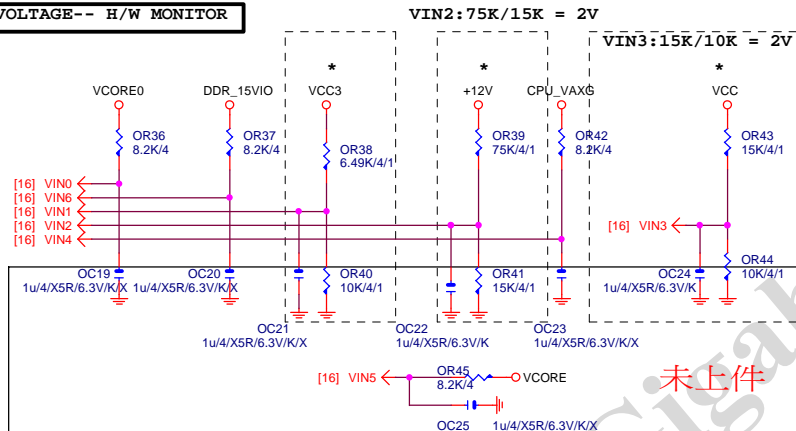 VOLTAGE-- H/W MONITOR
VIN2:75K/15K = 2V
VIN3:15K/10K = 2V
*
*
*
VCORE0
DDR_15VIO
VCC3
+12V
CPU_VAXG
VCC
OR36
8.2K/4
OR37
8.2K/4
OR38
6.49K/4/1
OR39
75K/4/1
OR42
8.2K/4
OR43
15K/4/1
[16] VIN0
[16] VIN6
[16] VIN1
[16] VIN2
[16] VIN4
[16] VIN3
OC19
1u/4/X5R/6.3V/K/X
OC20
1u/4/X5R/6.3V/K/X
OR40
10K/4/1
OR41
15K/4/1
OC24
1u/4/X5R/6.3V/K
OR44
10K/4/1
OC21
1u/4/X5R/6.3V/K/X
OC22
1u/4/X5R/6.3V/K
OC23
1u/4/X5R/6.3V/K/X
[16] VIN5
OR45
8.2K/4
VCORE
OC25
1u/4/X5R/6.3V/K/X
未上件